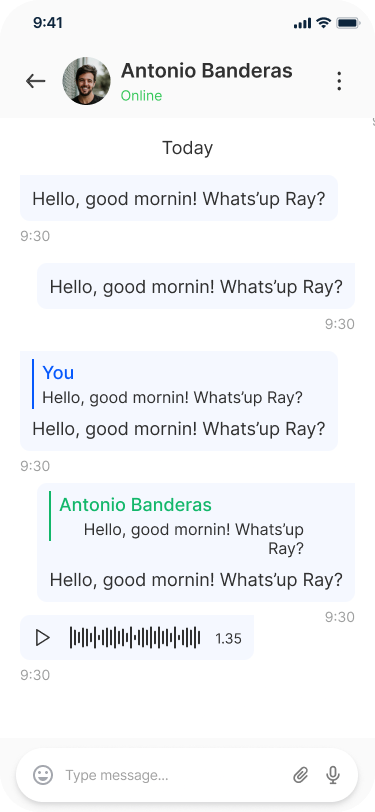 9:41
Antonio Banderas
Online
Today
Hello, good mornin! Whats’up Ray?
9:30
Hello, good mornin! Whats’up Ray?
9:30
You
Hello, good mornin! Whats’up Ray?
Hello, good mornin! Whats’up Ray?
9:30
Antonio Banderas
Hello, good mornin! Whats’up
Ray?
Hello, good mornin! Whats’up Ray?
9:30
1.35
9:30
Type message...